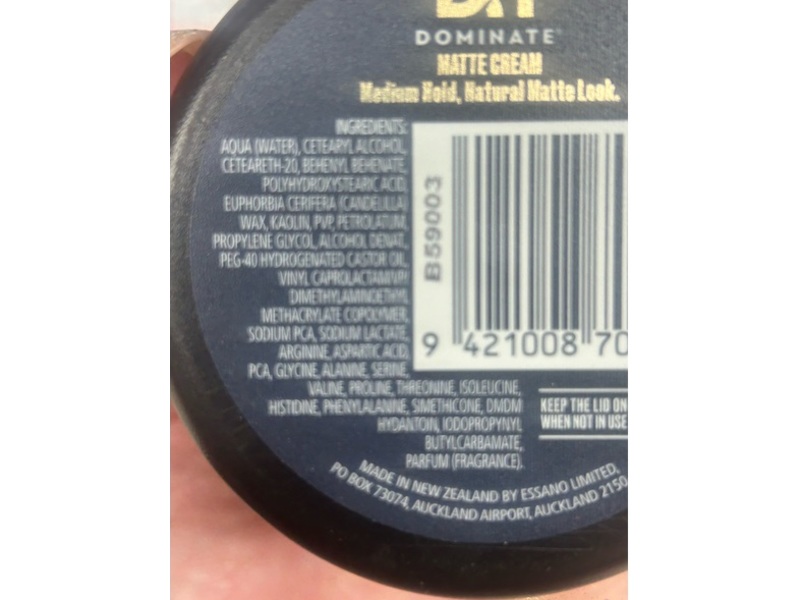 DOMINATE
MATTE CREAM
Medium Hold, Natural Matte Look.
INGREDIENTS:
AQUA (WATER), CETEARYL ALCOHOL,
CETEARETH-20, BEHENYL BEHENATE,
POLYHYDROXYSTEARIC ACID,
EUPHORBIA CERIFERA (CANDELILLA)
WAX, KAOLIN, PVP, PETROLATUM,
PROPYLENE GLYCOL, ALCOHOL DENAT,
PEG-40 HYDROGENATED CASTOR OIL,
VINYL CAPROLACTAM/VP/
DIMETHYLAMINOETHYL
METHACRYLATE COPOLYMER,
SODIUM PCA, SODIUM LACTATE,
ARGININE, ASPARTIC ACID,
PCA, GLYCINE, ALANINE, SERINE,
VALINE, PROLINE, THREONINE, ISOLEUCINE,
HISTIDINE, PHENYLALANINE, SIMETHICONE, DMDM
HYDANTOIN, IODOPROPYNYL
BUTYLCARBAMATE,
PARFUM (FRAGRANCE).
B59003
9 421008 70
KEEP THE LID ON
WHEN NOT IN USE
MADE IN NEW ZEALAND BY ESSANO LIMITED,
PO BOX 73074, AUCKLAND AIRPORT, AUCKLAND 2150